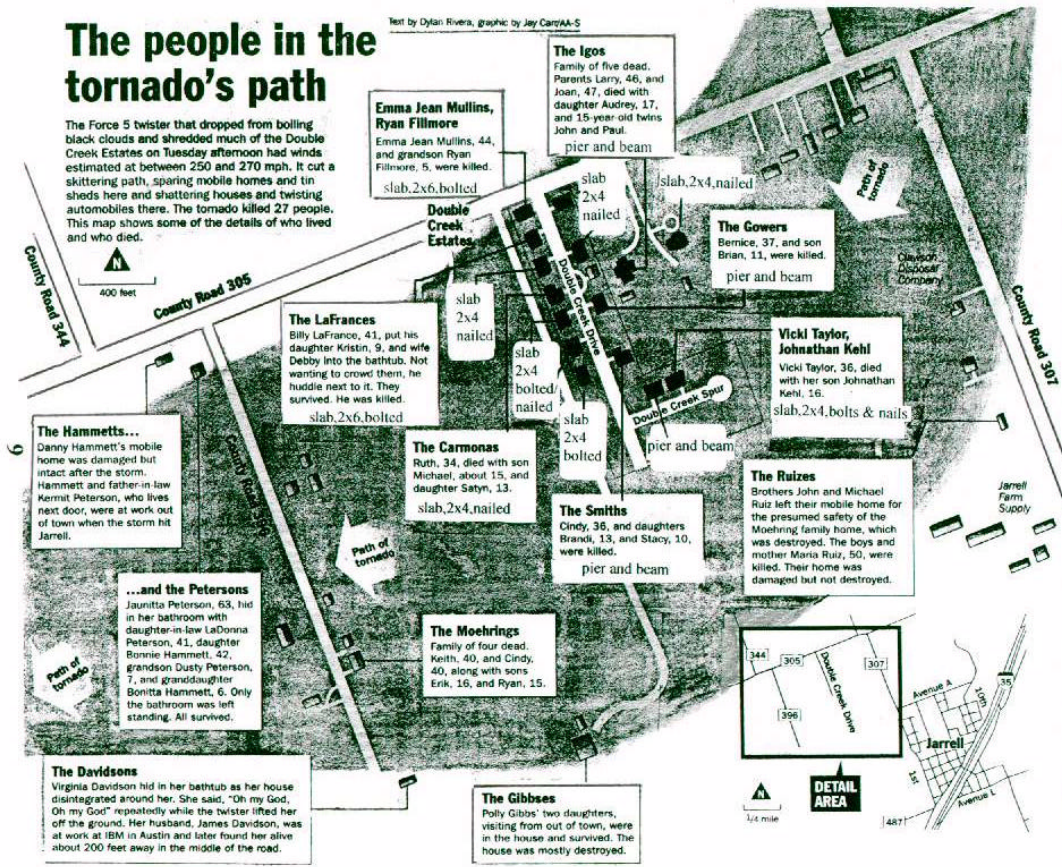 Text by Dylan Rivera, graphic by Jay Carr/AA-S
The people in the
tornado's path
The Force 5 twister that dropped from boiling
black clouds and shredded much of the Double
Creek Estates on Tuesday afternoon had winds
estimated at between 250 and 270 mph. It cut a
skittering path, sparing mobile homes and tin
sheds here and shattering houses and twisting
automobiles there. The tornado killed 27 people.
This map shows some of the details of who lived
and who died.
N
400 feet
County Road 344
County Road 305
Emma Jean Mullins,
Ryan Fillmore
Emma Jean Mullins, 44,
and grandson Ryan
Fillmore, 5, were killed.
slab,2x6,bolted
Double
Creek
Estates
The Igos
Family of five dead.
Parents Larry, 46, and
Joan, 47, died with
daughter Audrey, 17,
and 15-year-old twins
John and Paul.
pier and beam
slab
2x4
nailed
slab,2x4,nailed
Path of
tornado
The Gowers
Bernice, 37, and son
Brian, 11, were killed.
pier and beam
Disposal
Company
County Road 307
The LaFrances
Billy LaFrance, 41, put his
daughter Kristin, 9, and wife
Debby into the bathtub. Not
wanting to crowd them, he
huddle next to it. They
survived. He was killed.
slab,2x6,bolted
slab
2x4
nailed
Double Creek Drive
slab
2x4
bolted/
nailed
slab
2x4
bolted
Double Creek Spur
pier and beam
Vicki Taylor,
Johnathan Kehl
Vicki Taylor, 36, died
with her son Johnathan
Kehl, 16.
slab,2x4,bolts & nails
The Hammetts...
Danny Hammett's mobile
home was damaged but
intact after the storm.
Hammett and father-in-law
Kermit Peterson, who lives
next door, were at work out
of town when the storm hit
Jarrell.
9
County Road
The Carmonas
Ruth, 34, died with son
Michael, about 15, and
daughter Satyn, 13.
slab,2x4,nailed
The Smiths
Cindy, 36, and daughters
Brandi, 13, and Stacy, 10,
were killed.
pier and beam
The Ruizes
Brothers John and Michael
Ruiz left their mobile home for
the presumed safety of the
Moehring family home, which
was destroyed. The boys and
mother Maria Ruiz, 50, were
killed. Their home was
damaged but not destroyed.
Jarrell
Farm
Supply
Path of
tornado
...and the Petersons
Jaunitta Peterson, 63, hid
in her bathroom with
daughter-in-law LaDonna
Peterson, 41, daughter
Bonnie Hammett, 42,
grandson Dusty Peterson,
7, and granddaughter
Bonitta Hammett, 6. Only
the bathroom was left
standing. All survived.
Path of
tornado
The Moehrings
Family of four dead.
Keith, 40, and Cindy,
40, along with sons
Erik, 16, and Ryan, 15.
The Davidsons
Virginia Davidson hid in her bathtub as her house
disintegrated around her. She said, "Oh my God,
Oh my God" repeatedly while the twister lifted her
off the ground. Her husband, James Davidson, was
at work at IBM in Austin and later found her alive
about 200 feet away in the middle of the road.
The Gibbses
Polly Gibbs' two daughters,
visiting from out of town, were
in the house and survived. The
house was mostly destroyed.
344
305
307
396
Double Creek Drive
DETAIL
AREA
N
1/4 mile
35
Avenue A
10th
Jarrell
1st
Avenue L
487